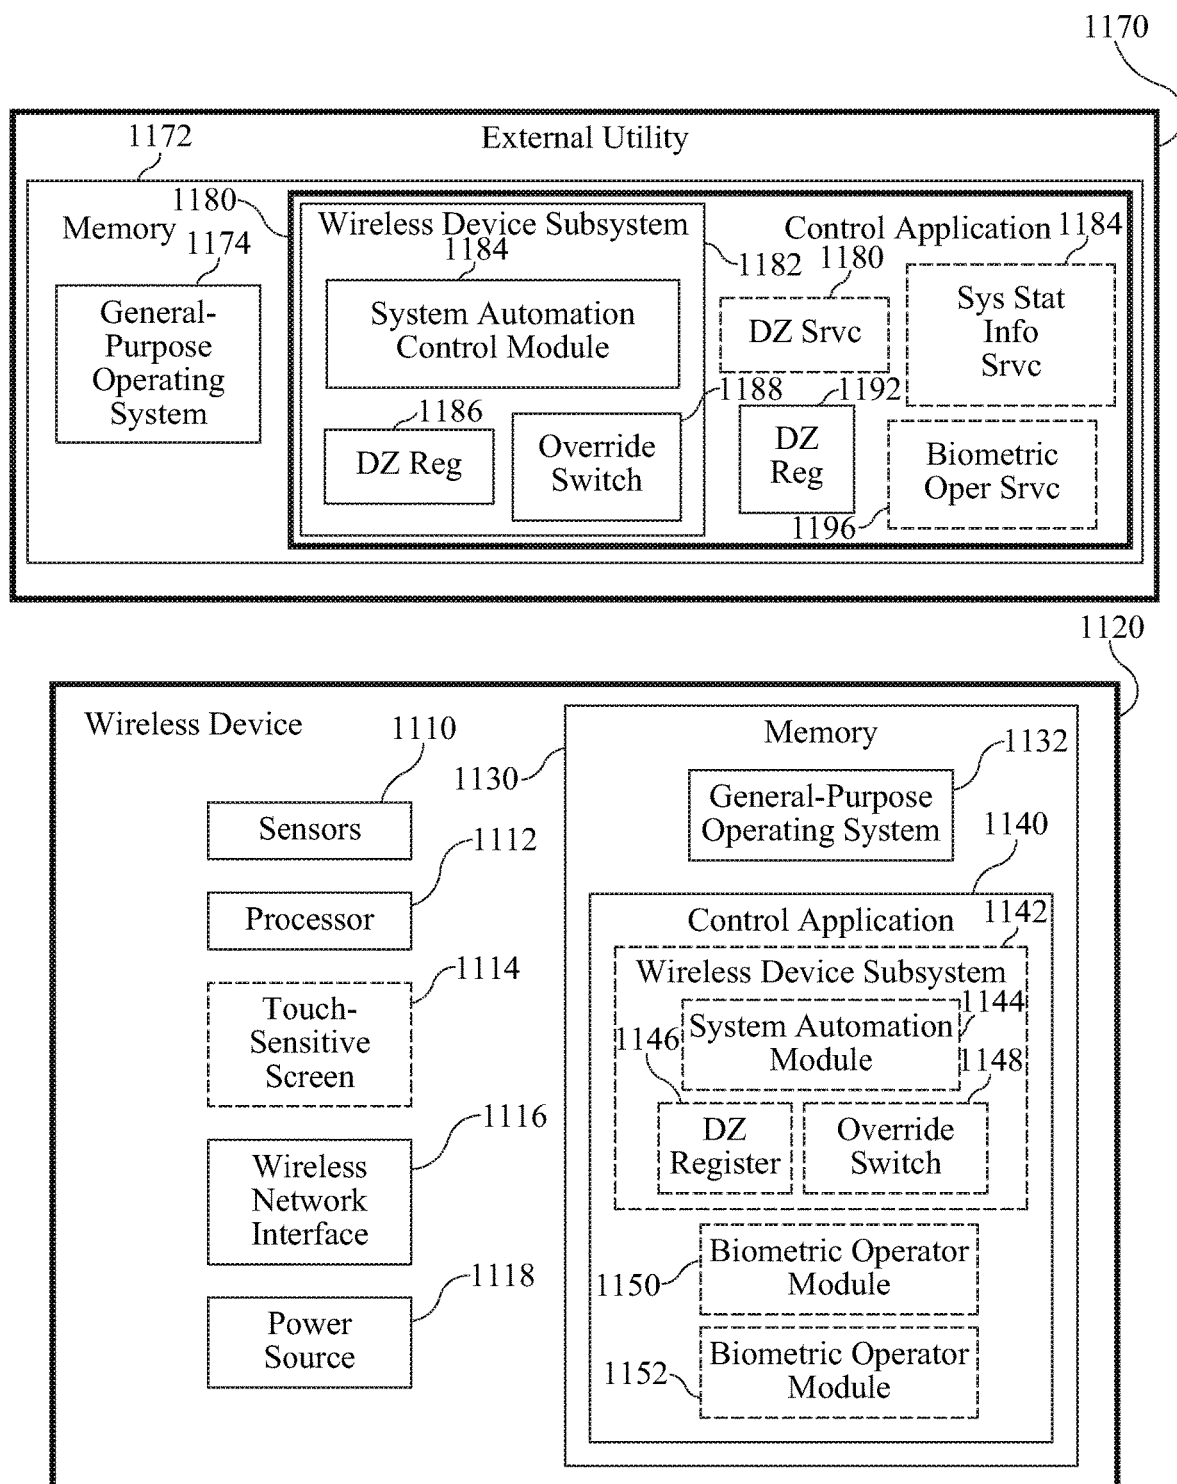 1170
External Utility
1172
Memory
1180
1174
General-
Purpose
Operating
System
Wireless Device Subsystem
1184
1182
System Automation
Control Module
1186
DZ Reg
1188
Override
Switch
Control Application
1180
DZ Srvc
1192
DZ
Reg
1184
Sys Stat
Info
Srvc
Biometric
Oper Srvc
1196
1120
Wireless Device
1110
Sensors
1112
Processor
1114
Touch-
Sensitive
Screen
1116
Wireless
Network
Interface
1118
Power
Source
1130
Memory
1132
General-Purpose
Operating System
1140
Control Application
1142
Wireless Device Subsystem
1144
System Automation
Module
1146
DZ
Register
1148
Override
Switch
1150
Biometric Operator
Module
1152
Biometric Operator
Module